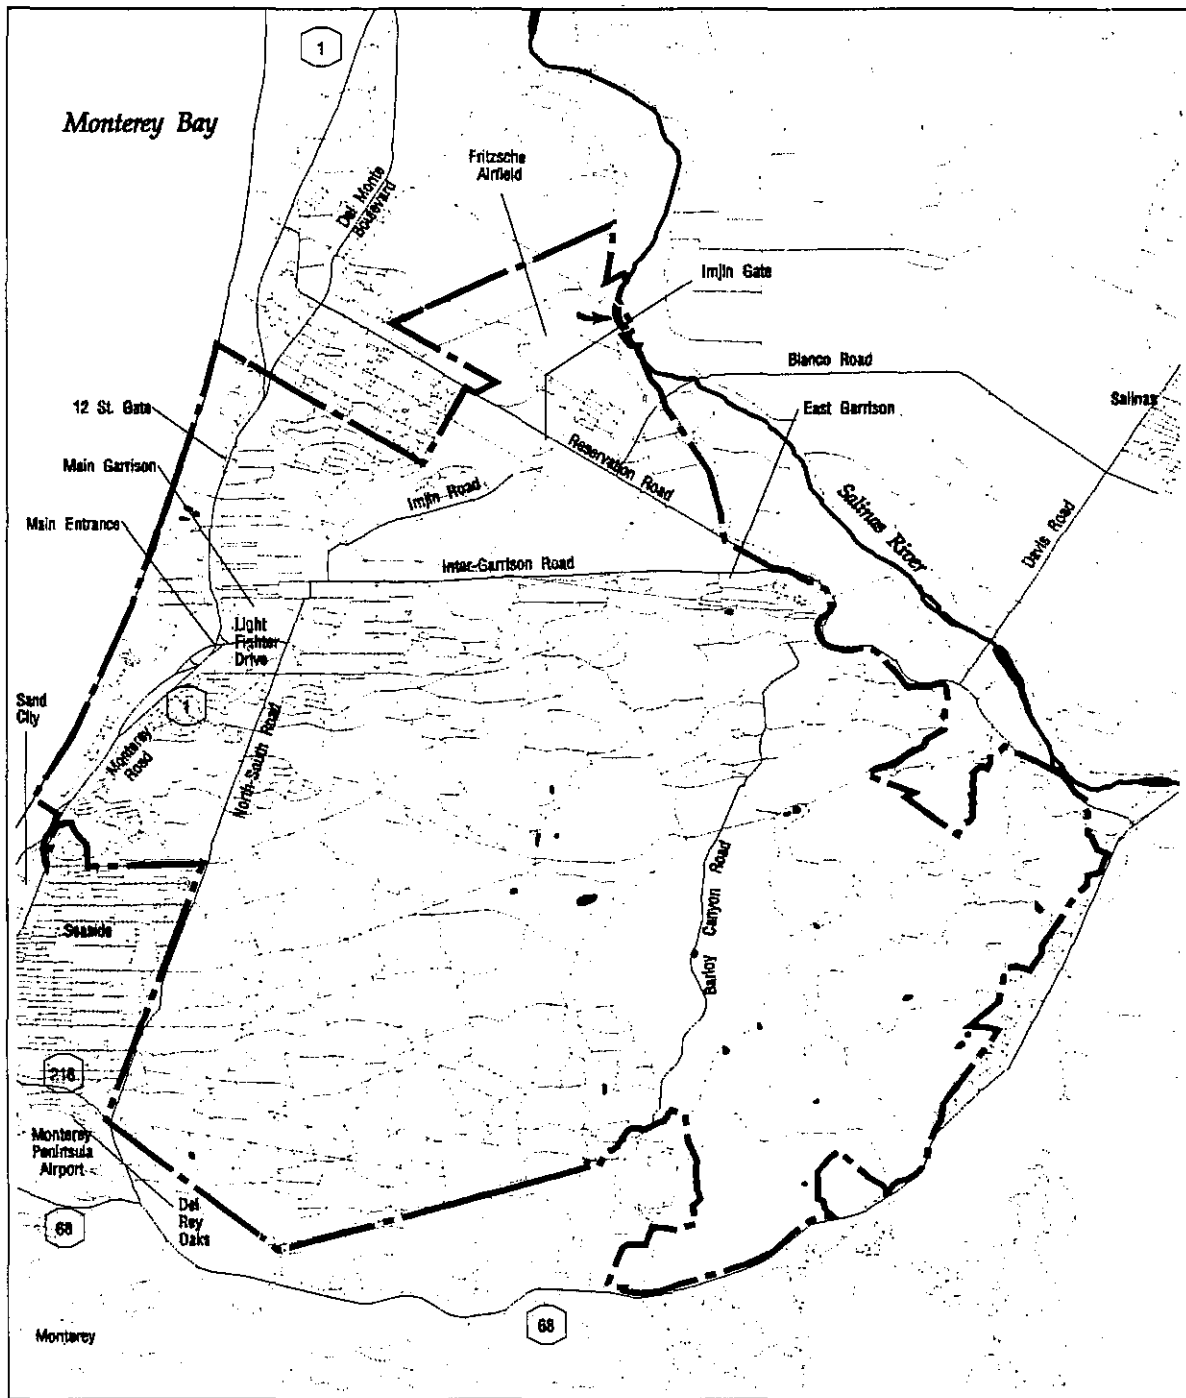 1
Monterey Bay
Fritzsche
Airfield
Del Monte
Boulevard
Imjin Gate
Blanco Road
12 St. Gate
East Garrison
Salinas
Main Garrison
Reservation Road
Imjin Road
Main Entrance
Salinas River
Davis Road
Inter-Garrison Road
Light
Fighter
Drive
Sand
City
1
Monterey
Road
North-South Road
Barloy Canyon Road
Seaside
218
Monterey
Peninsula
Airport
Del
Rey
Oaks
68
68
Monterey